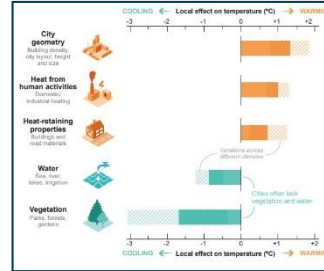 COOLING ← Local effect on temperature (ºC) → WARMING
-3 -2 -1 0 +1 +2
City
geometry
Building density,
city layout, height
and size
Heat from
human activities
Domestic/
industrial heating
Heat-retaining
properties
Buildings and
road materials
Variations across
different climates
Water
Sea, river,
lakes, irrigation
Cities often lack
vegetation and water
Vegetation
Parks, forests,
gardens
-3 -2 -1 0 +1 +2
COOLING ← Local effect on temperature (ºC) → WARMING